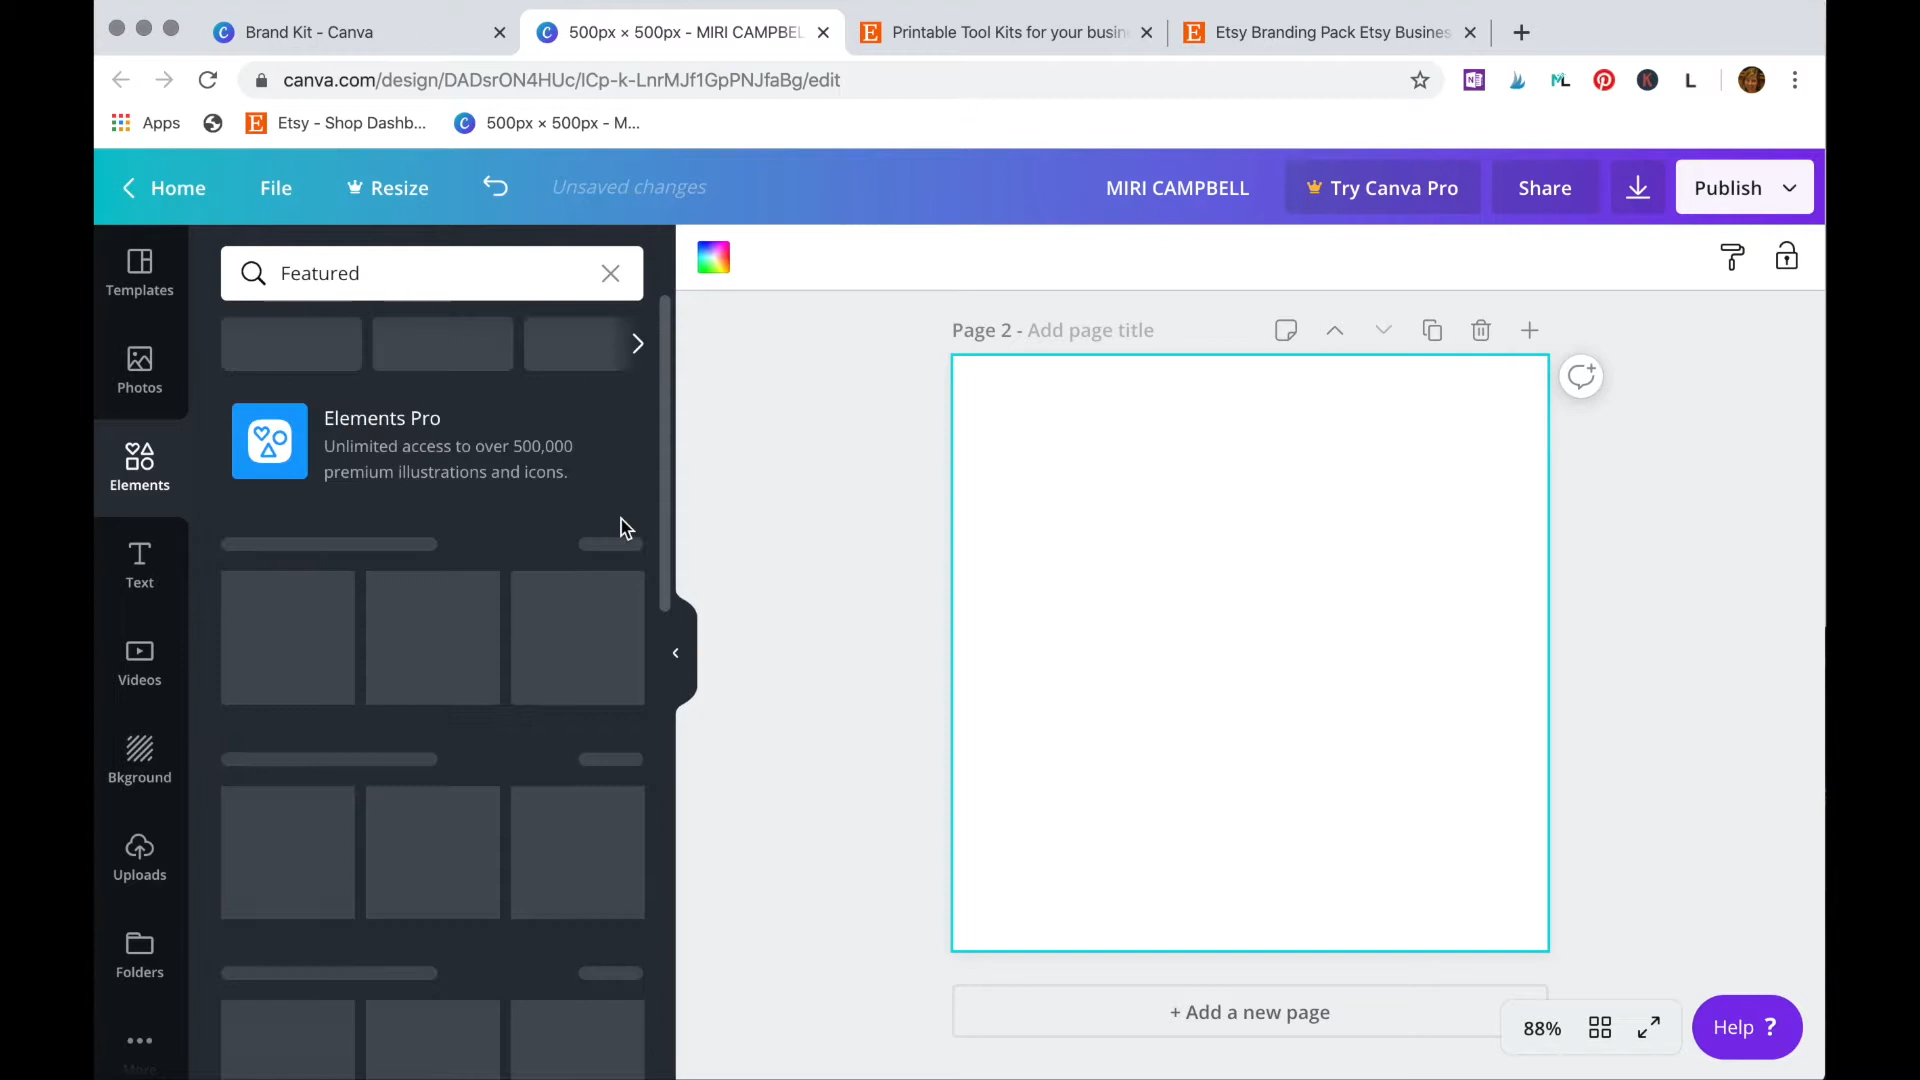 Brand Kit - Canva
500px × 500px - MIRI CAMPBEL
Printable Tool Kits for your busin
Etsy Branding Pack Etsy Busines
canva.com/design/DADsrON4HUc/lCp-k-LnrMJf1GpPNJfaBg/edit
Apps
Etsy - Shop Dashb...
500px × 500px - M...
Home
File
Resize
Unsaved changes
MIRI CAMPBELL
Try Canva Pro
Share
Publish
Templates
Photos
Elements
Text
Videos
Bkground
Uploads
Folders
More
Featured
Elements Pro
Unlimited access to over 500,000
premium illustrations and icons.
Page 2 - Add page title
+ Add a new page
88%
Help ?